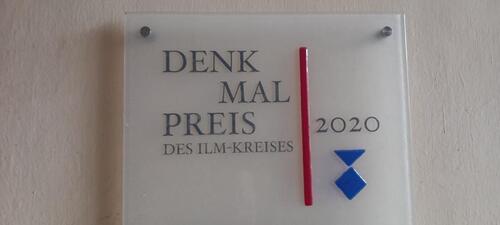 DENK
MAL
PREIS
DES ILM-KREISES
2020